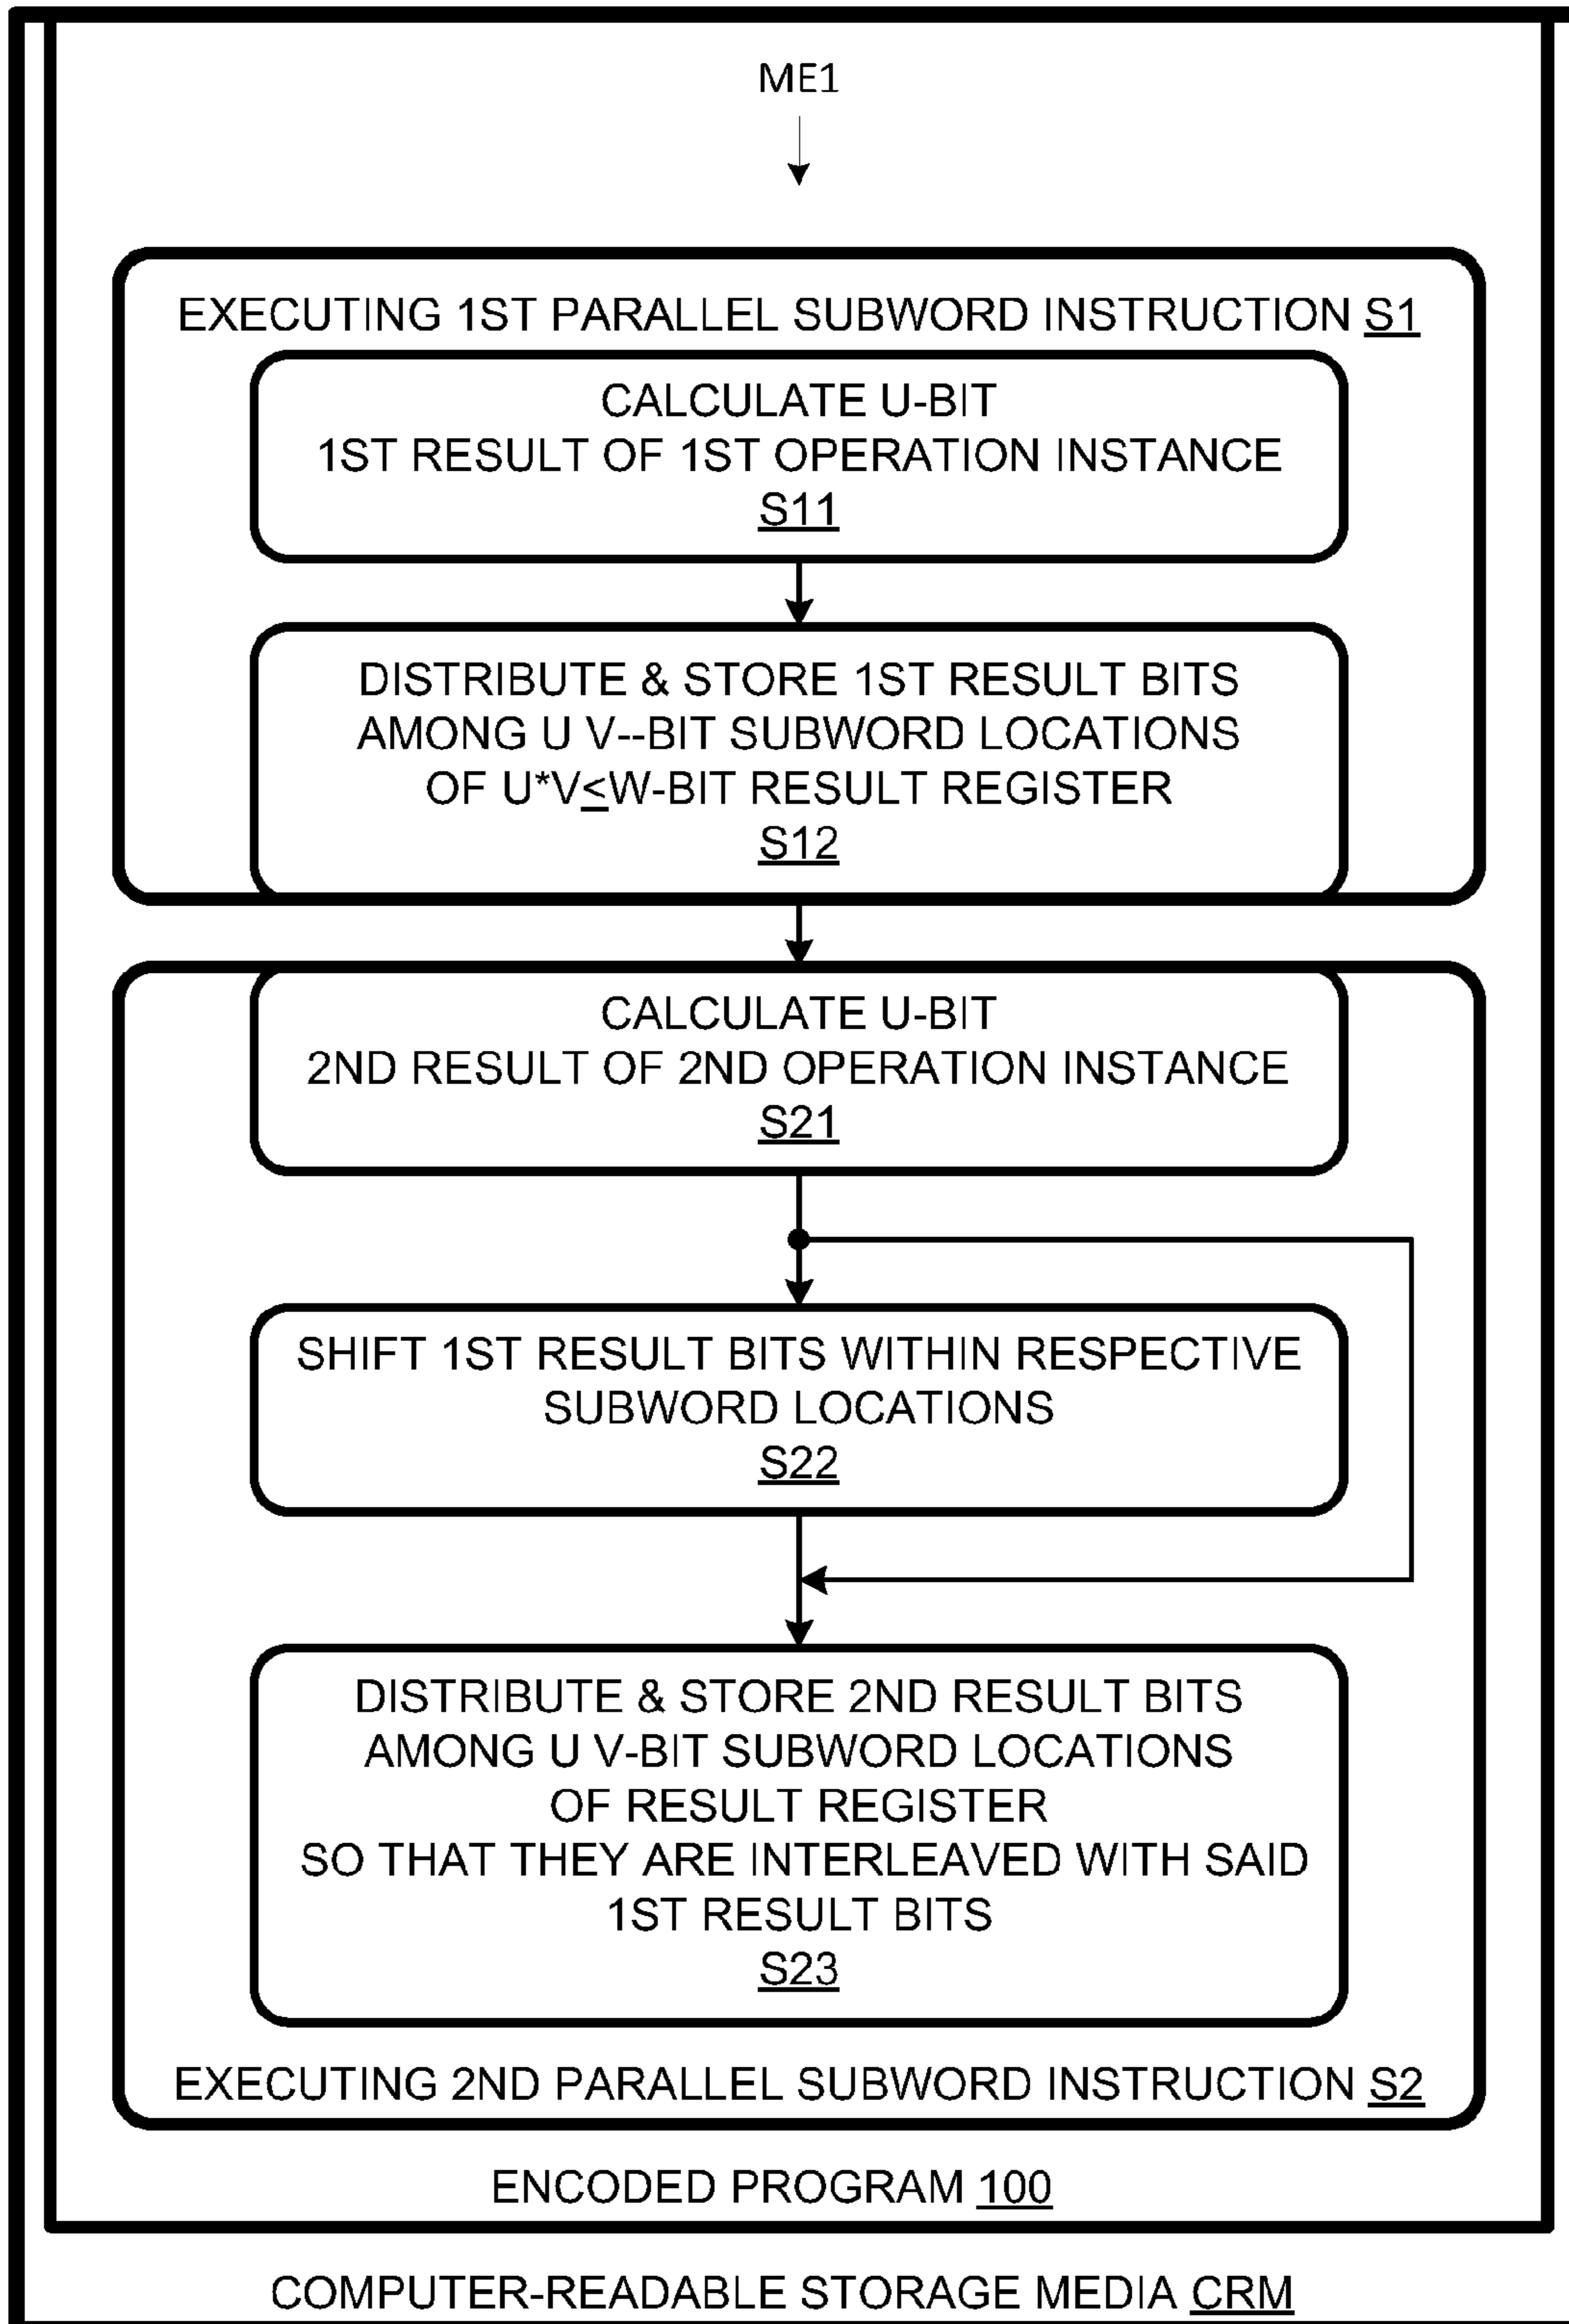 ME1
EXECUTING 1ST PARALLEL SUBWORD INSTRUCTION S1
CALCULATE U-BIT
1ST RESULT OF 1ST OPERATION INSTANCE
S11
DISTRIBUTE & STORE 1ST RESULT BITS
AMONG U V--BIT SUBWORD LOCATIONS
OF U*V≤W-BIT RESULT REGISTER
S12
CALCULATE U-BIT
2ND RESULT OF 2ND OPERATION INSTANCE
S21
SHIFT 1ST RESULT BITS WITHIN RESPECTIVE
SUBWORD LOCATIONS
S22
DISTRIBUTE & STORE 2ND RESULT BITS
AMONG U V-BIT SUBWORD LOCATIONS
OF RESULT REGISTER
SO THAT THEY ARE INTERLEAVED WITH SAID
1ST RESULT BITS
S23
EXECUTING 2ND PARALLEL SUBWORD INSTRUCTION S2
ENCODED PROGRAM 100
COMPUTER-READABLE STORAGE MEDIA CRM